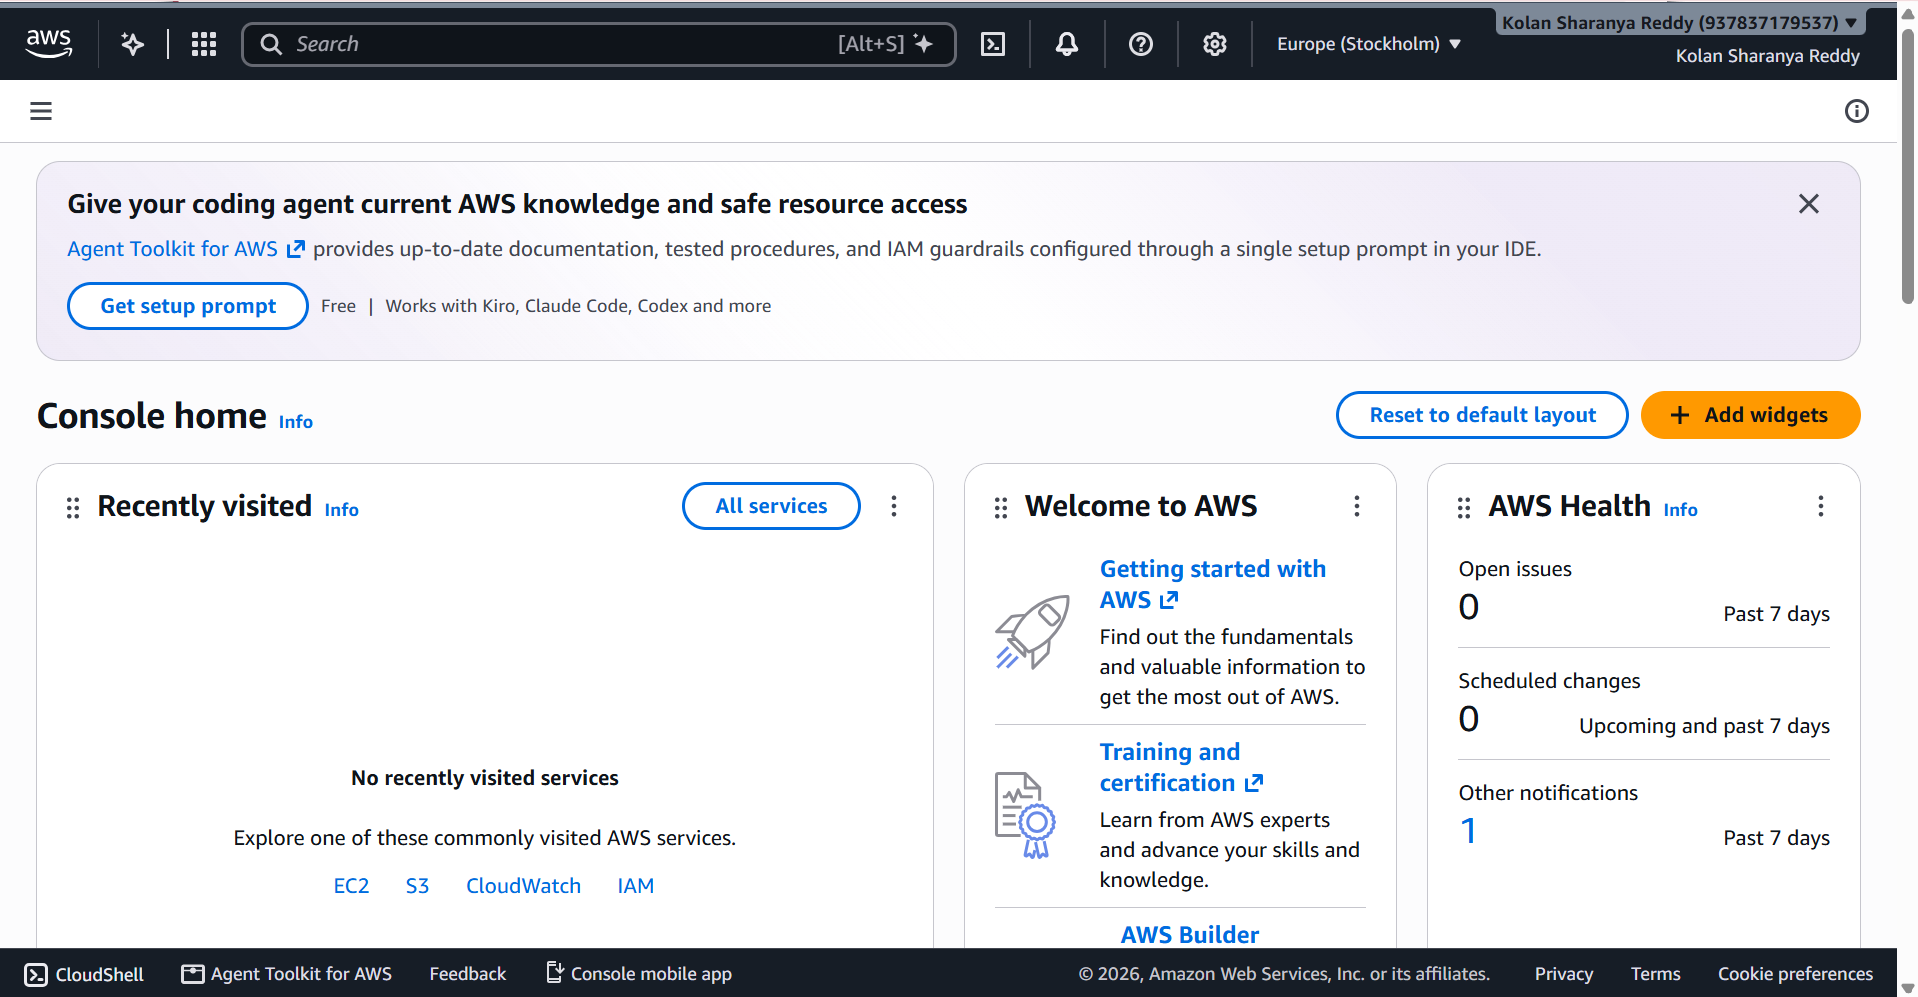 aws
Search
[Alt+S]
Europe (Stockholm)
Kolan Sharanya Reddy (937837179537)
Kolan Sharanya Reddy
Give your coding agent current AWS knowledge and safe resource access
Agent Toolkit for AWS provides up-to-date documentation, tested procedures, and IAM guardrails configured through a single setup prompt in your IDE.
Get setup prompt
Free | Works with Kiro, Claude Code, Codex and more
Console home Info
Reset to default layout
+ Add widgets
Recently visited Info
All services
No recently visited services
Explore one of these commonly visited AWS services.
EC2 S3 CloudWatch IAM
Welcome to AWS
Getting started with
AWS
Find out the fundamentals
and valuable information to
get the most out of AWS.
Training and
certification
Learn from AWS experts
and advance your skills and
knowledge.
AWS Builder
AWS Health Info
Open issues
0
Past 7 days
Scheduled changes
0
Upcoming and past 7 days
Other notifications
1
Past 7 days
CloudShell
Agent Toolkit for AWS
Feedback
Console mobile app
© 2026, Amazon Web Services, Inc. or its affiliates.
Privacy
Terms
Cookie preferences